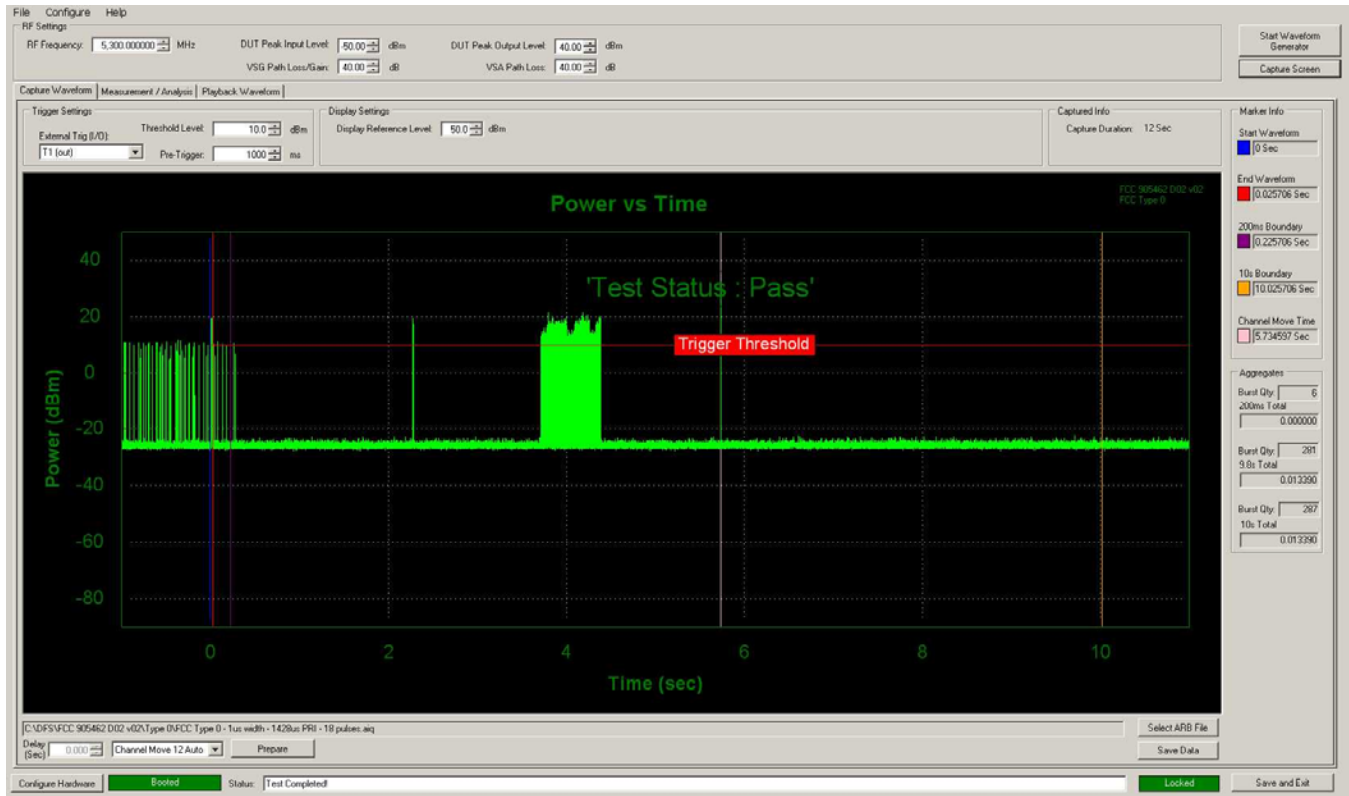 File Configure Help
RF Settings
RF Frequency: 5,300.000000 MHz DUT Peak Input Level: -50.00 dBm DUT Peak Output Level: 40.00 dBm
VSG Path Loss/Gain: 40.00 dB VSA Path Loss: 40.00 dB
Start Waveform Generator
Capture Screen
Capture Waveform Measurement / Analysis Playback Waveform
Trigger Settings
External Trig (I/O): Threshold Level: 10.0 dBm
T1 (out) Pre-Trigger: 1000 ms
Display Settings
Display Reference Level: 50.0 dBm
Captured Info
Capture Duration: 12 Sec
Marker Info
Start Waveform
0 Sec
End Waveform
0.025706 Sec
200ms Boundary
0.225706 Sec
10s Boundary
10.025706 Sec
Channel Move Time
5.734597 Sec
Aggregates
Burst Qty: 6
200ms Total
0.000000
Burst Qty: 281
9.8s Total
0.013390
Burst Qty: 287
10s Total
0.013390
Power vs Time
FCC 905462 D02 v02
FCC Type 0
'Test Status : Pass'
Trigger Threshold
Power (dBm)
40
20
0
-20
-40
-60
-80
0 2 4 6 8 10
Time (sec)
C:\DFS\FCC 905462 D02 v02\Type 0\FCC Type 0 - 1us width - 1428us PRI - 18 pulses.aiq
Select ARB File
Delay (Sec) 0.000 Channel Move 12 Auto Prepare
Save Data
Configure Hardware Booted Status: Test Completed! Locked Save and Exit